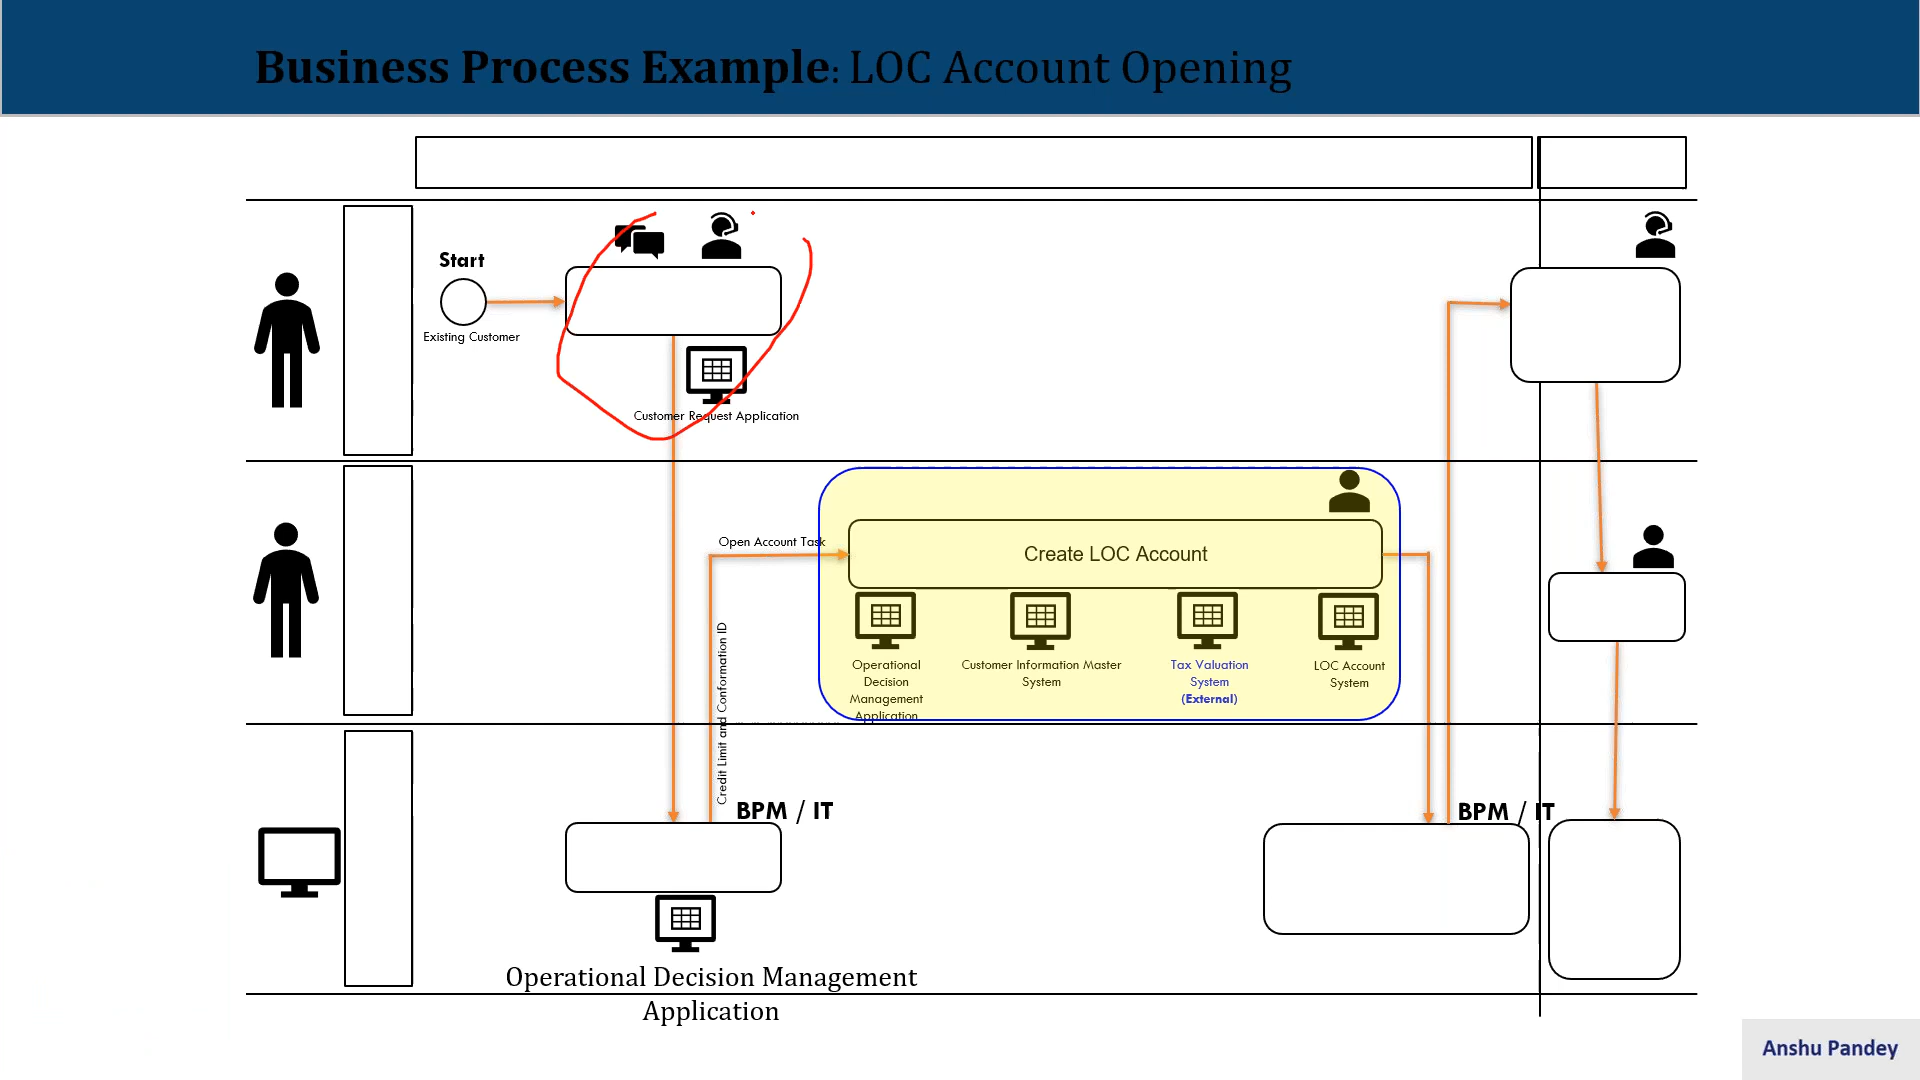 Business Process Example: LOC Account Opening
Start
Existing Customer
Customer Request Application
Open Account Task
Create LOC Account
Operational
Decision
Management
Application
Customer Information Master
System
Tax Valuation
System
(External)
LOC Account
System
Credit Limit and Conformation ID
BPM / IT
BPM / IT
Operational Decision Management
Application
Anshu Pandey